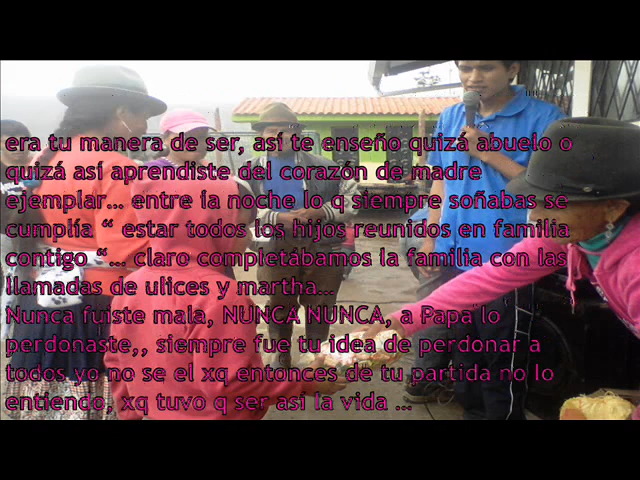 era tu manera de ser, así te enseño quizá abuelo o
quizá así aprendiste del corazón de madre
ejemplar... entre ia noche lo q siempre soñabas se
cumplía “ estar todos los hijos reunidos en familia
contigo “... claro completábamos la familia con las
llamadas de ulices y martha...
Nunca fuiste mala, NUNCA NUNCA, a Papa lo
perdonaste,, siempre fue tu idea de perdonar a
todos yo no se el xq entonces de tu partida no lo
entiendo, xq tuvo q ser así la vida ...